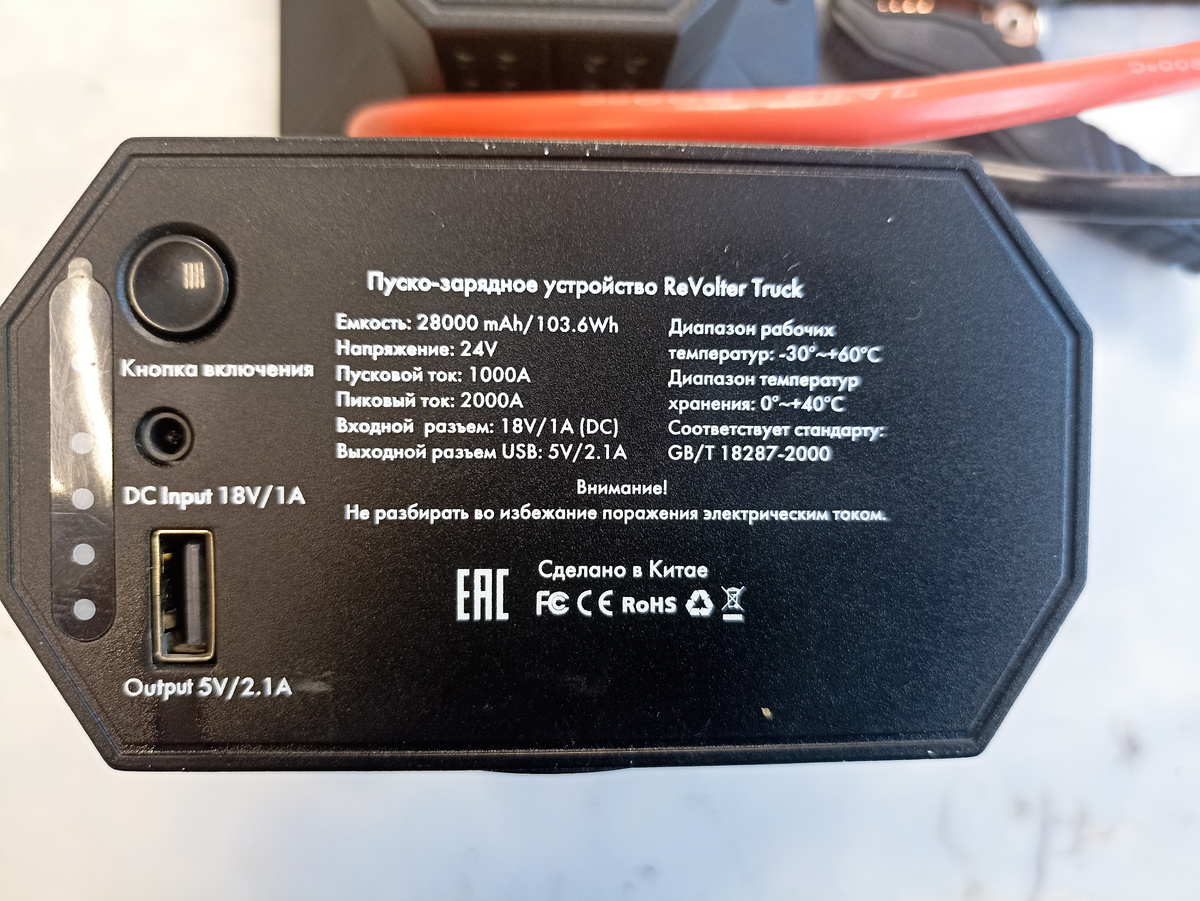 Пуско-зарядное устройство ReVolter Truck
Емкость: 28000 mAh/103.6Wh
Напряжение: 24V
Пусковой ток: 1000A
Пиковый ток: 2000A
Входной разъем: 18V/1A (DC)
Выходной разъем USB: 5V/2.1A
Диапазон рабочих
температур: -30°~+60°C
Диапазон температур
хранения: 0°~+40°C
Соответствует стандарту:
GB/T 18287-2000
Внимание!
Не разбирать во избежание поражения электрическим током.
Сделано в Китае
EAC FC CE RoHS
Кнопка включения
DC Input 18V/1A
Output 5V/2.1A